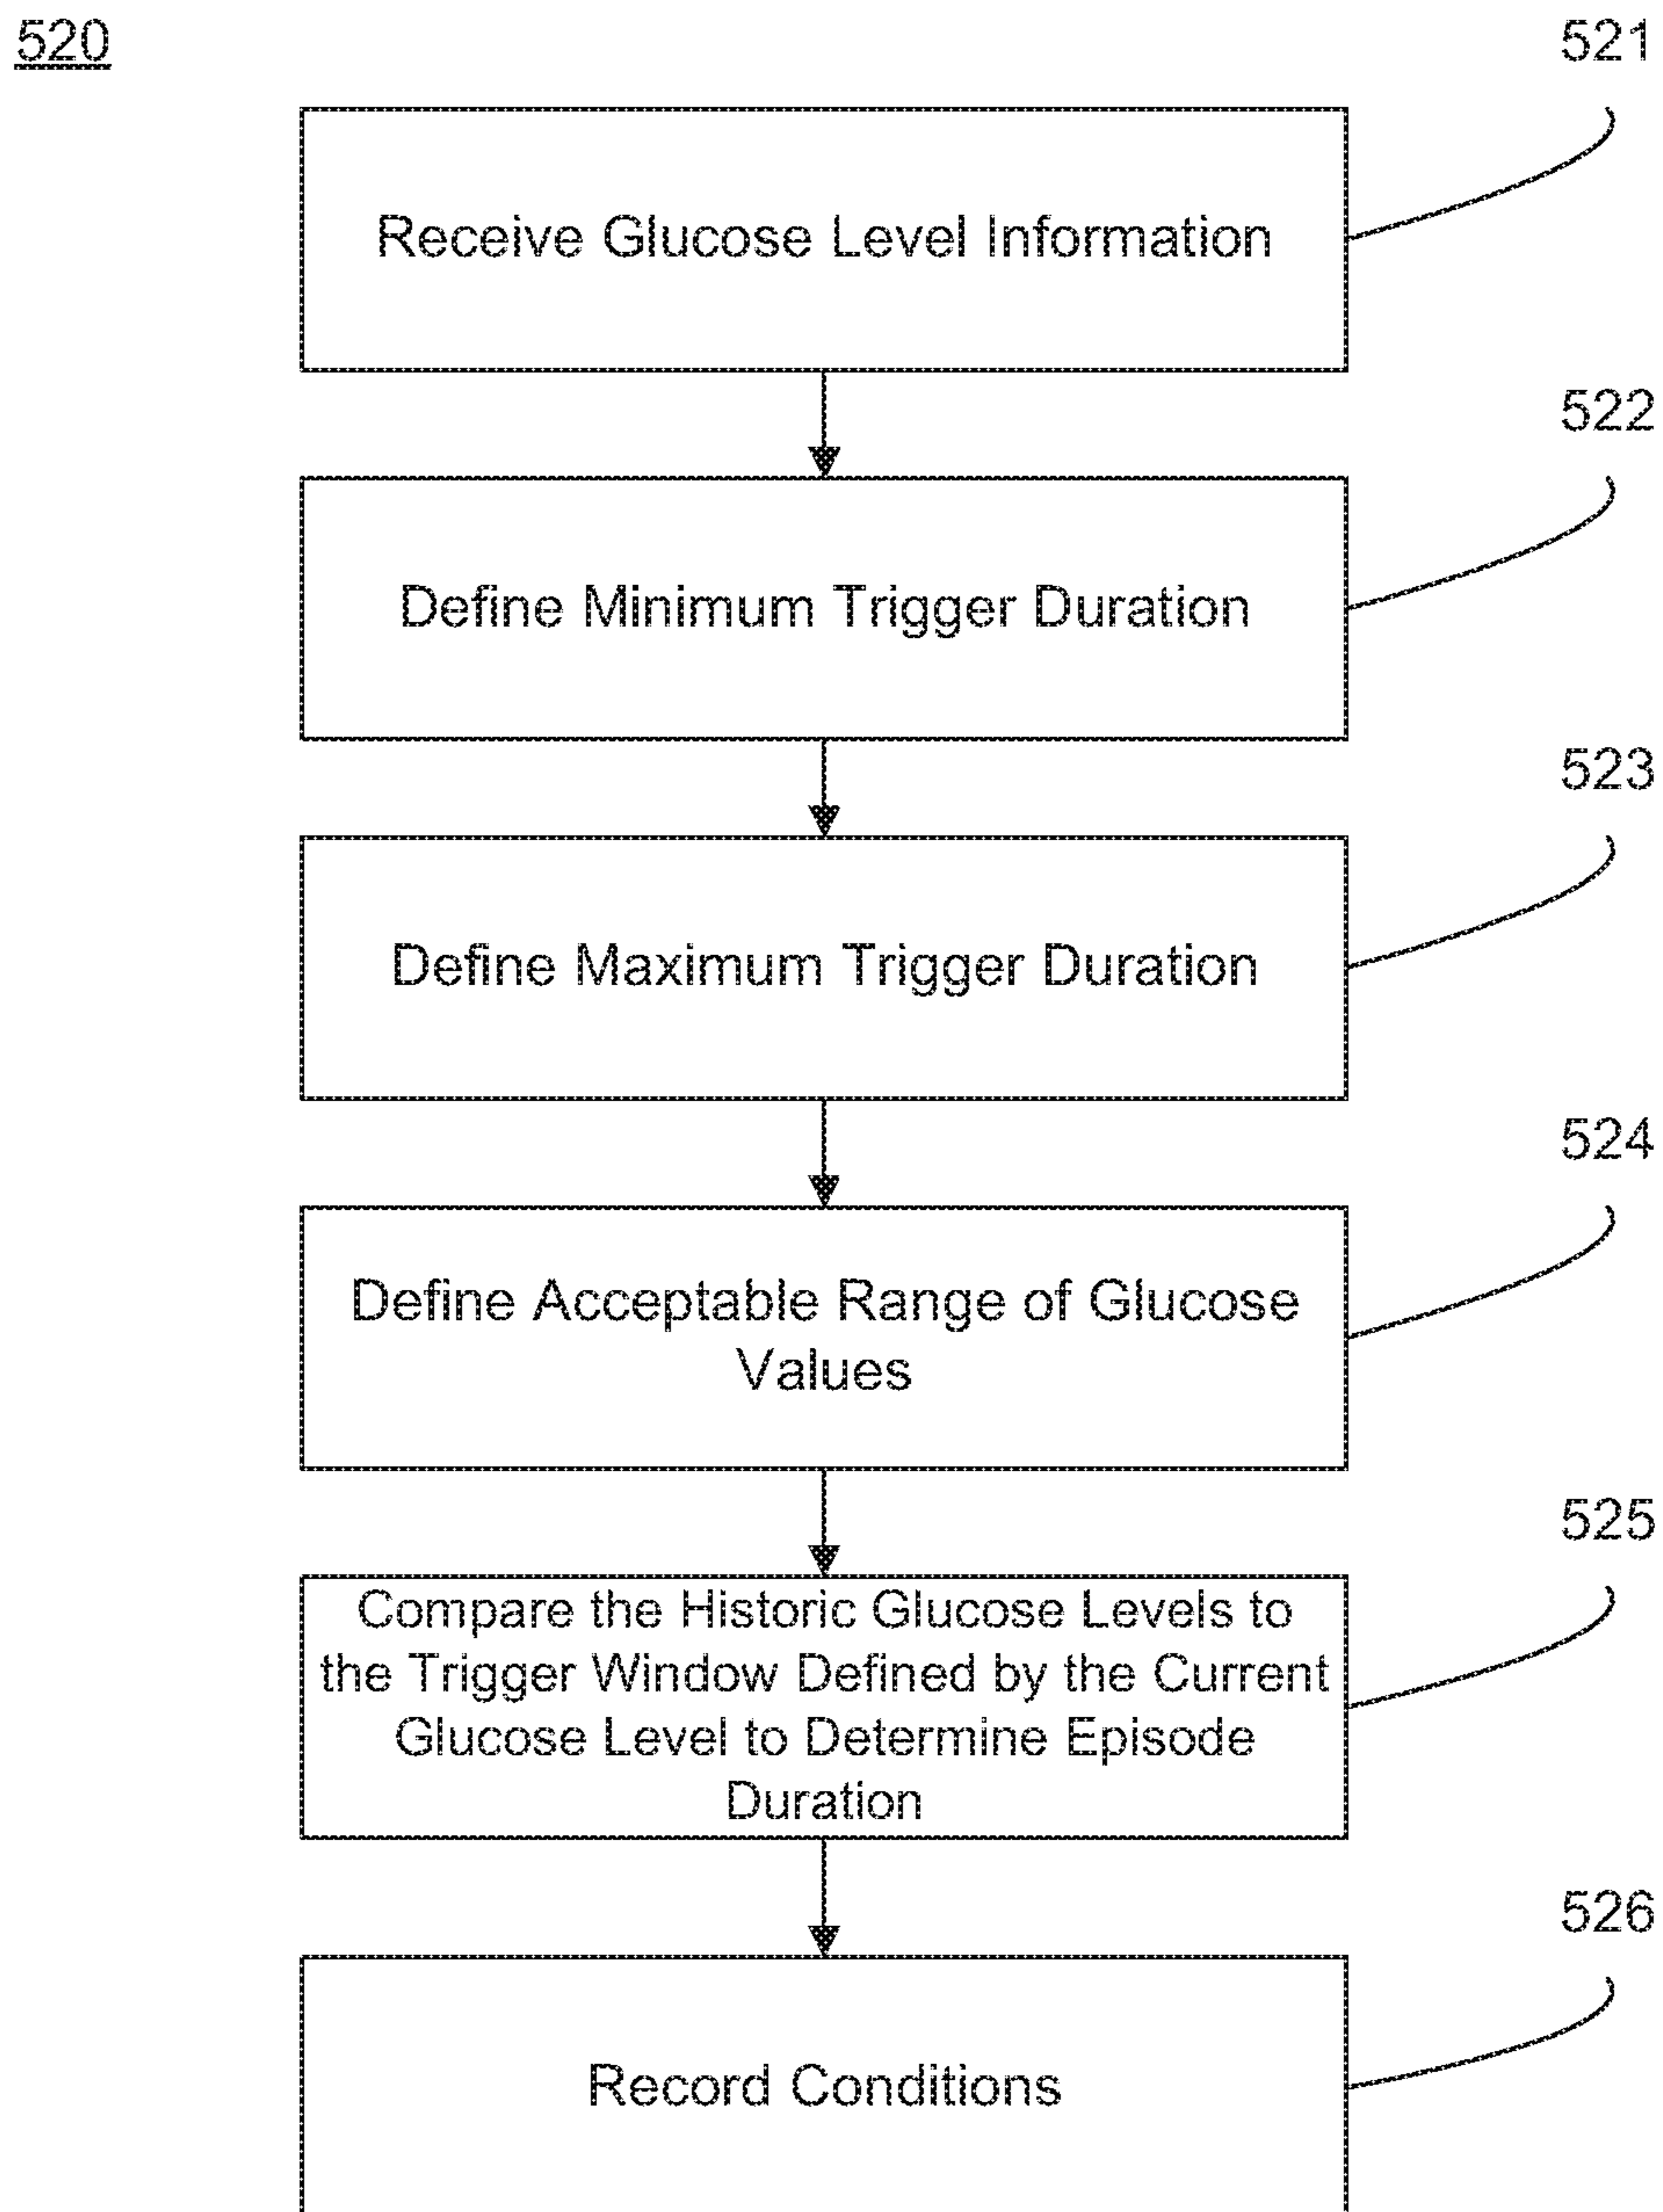 520
521
Receive Glucose Level Information
522
Define Minimum Trigger Duration
523
Define Maximum Trigger Duration
524
Define Acceptable Range of Glucose
Values
525
Compare the Historic Glucose Levels to
the Trigger Window Defined by the Current
Glucose Level to Determine Episode
Duration
526
Record Conditions